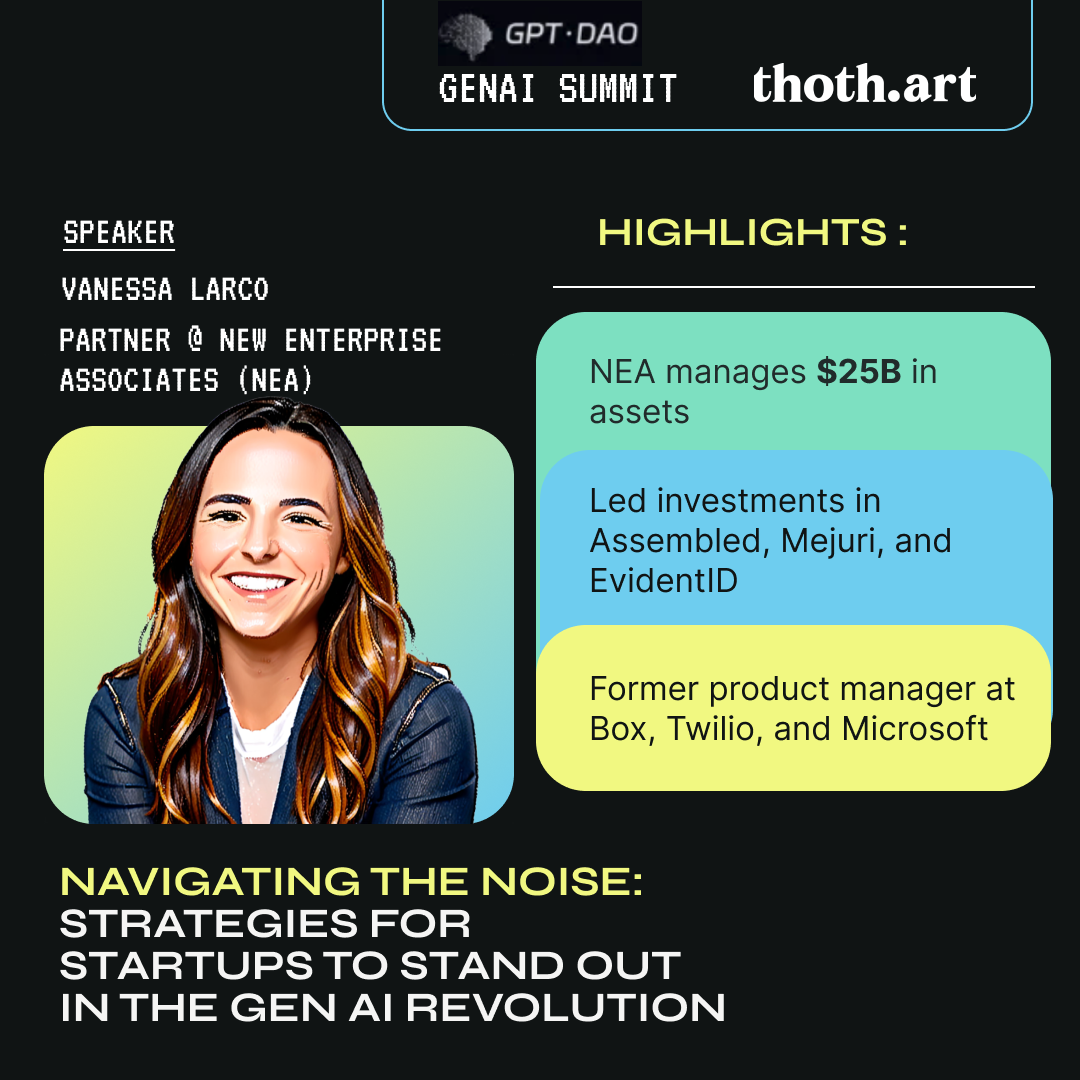 GPT·DAO
GENAI SUMMIT
thoth.art
SPEAKER
VANESSA LARCO
PARTNER @ NEW ENTERPRISE
ASSOCIATES (NEA)
HIGHLIGHTS :
NEA manages $25B in
assets
Led investments in
Assembled, Mejuri, and
EvidentID
Former product manager at
Box, Twilio, and Microsoft
NAVIGATING THE NOISE:
STRATEGIES FOR
STARTUPS TO STAND OUT
IN THE GEN AI REVOLUTION